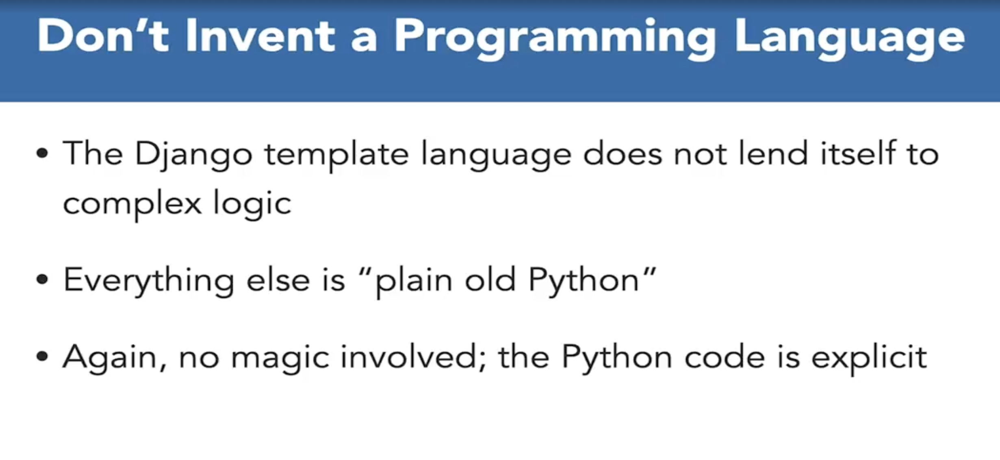 Don’t Invent a Programming Language
• The Django template language does not lend itself to
complex logic
• Everything else is “plain old Python”
• Again, no magic involved; the Python code is explicit